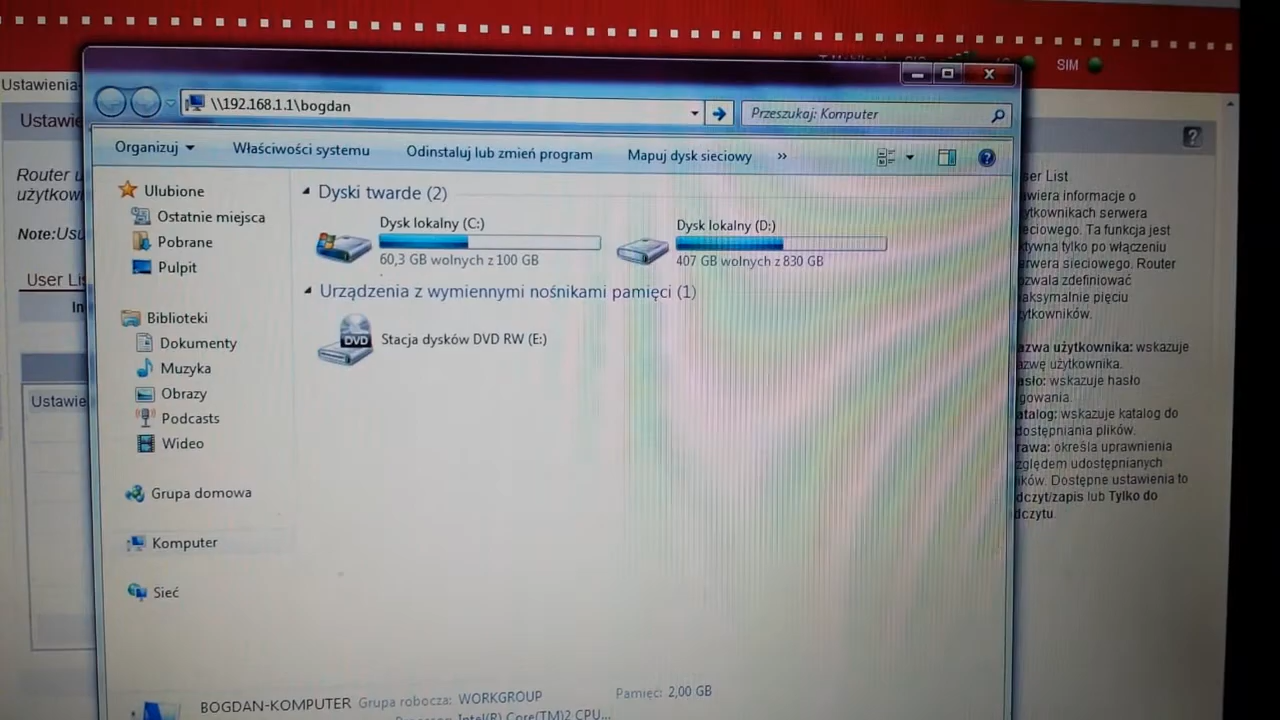 SIM
Ustawienia
\\192.168.1.1\bogdan
Przeszukaj: Komputer
Organizuj
Właściwości systemu
Odinstaluj lub zmień program
Mapuj dysk sieciowy
»
Ulubione
Ostatnie miejsca
Pobrane
Pulpit
Biblioteki
Dokumenty
Muzyka
Obrazy
Podcasts
Wideo
Grupa domowa
Komputer
Sieć
Dyski twarde (2)
Dysk lokalny (C:)
60,3 GB wolnych z 100 GB
Dysk lokalny (D:)
407 GB wolnych z 830 GB
Urządzenia z wymiennymi nośnikami pamięci (1)
DVD
Stacja dysków DVD RW (E:)
BOGDAN-KOMPUTER Grupa robocza: WORKGROUP
Pamięć: 2,00 GB
Intel(R) Core(TM)2 CPU...
Ustawie
Router u
użytkown
Note:Usu
User Lis
In
Ustawie
?
ser List
wiera informacje o
ytkownikach serwera
eciowego. Ta funkcja jest
ktywna tylko po włączeniu
erwera sieciowego. Router
ozwala zdefiniować
aksymalnie pięciu
żytkowników.
azwa użytkownika: wskazuje
azwę użytkownika.
asło: wskazuje hasło
gowania.
atalog: wskazuje katalog do
dostępniania plików.
rawa: określa uprawnienia
zględem udostępnianych
ików. Dostępne ustawienia to
dczyt/zapis lub Tylko do
dczytu.